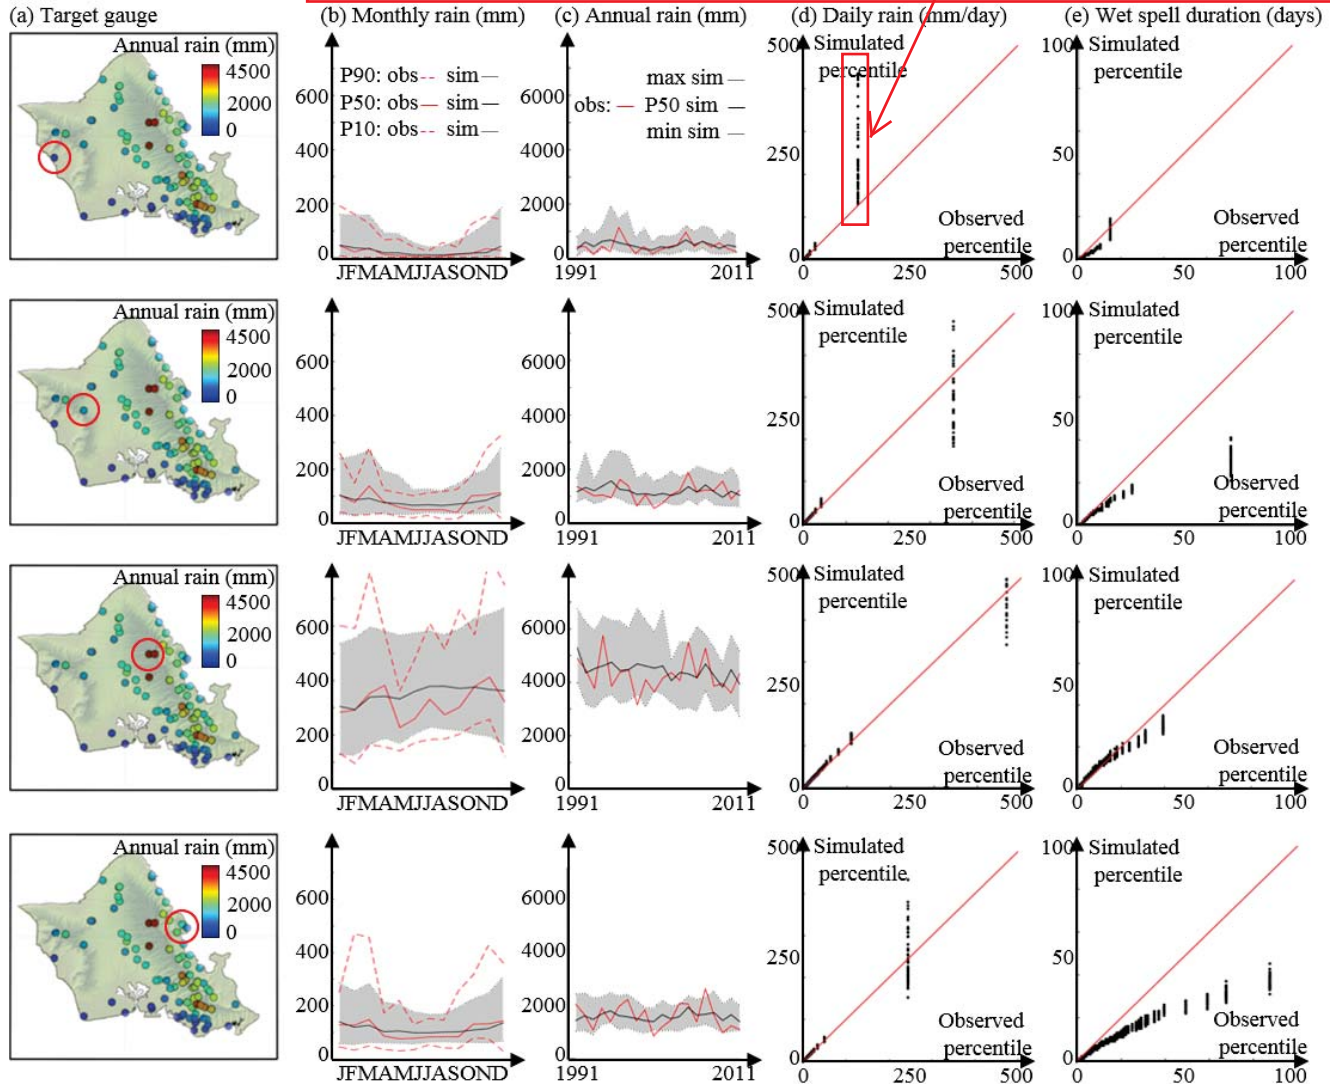 (a) Target gauge
(b) Monthly rain (mm)
(c) Annual rain (mm)
(d) Daily rain (mm/day)
(e) Wet spell duration (days)
Annual rain (mm)
4500
2000
0
P90: obs -- sim —
P50: obs — sim —
P10: obs -- sim —
600
400
200
0
JFMAMJJASOND
max sim —
obs: — P50 sim —
min sim —
6000
4000
2000
0
1991 2011
500
Simulated
percentile
250
Observed
percentile
0
0 250 500
100
Simulated
percentile
50
Observed
percentile
0
0 50 100
Annual rain (mm)
4500
2000
0
600
400
200
0
JFMAMJJASOND
6000
4000
2000
0
1991 2011
500
Simulated
percentile
250
Observed
percentile
0
0 250 500
100
Simulated
percentile
50
Observed
percentile
0
0 50 100
Annual rain (mm)
4500
2000
0
600
400
200
0
JFMAMJJASOND
6000
4000
2000
0
1991 2011
500
Simulated
percentile
250
Observed
percentile
0
0 250 500
100
Simulated
percentile
50
Observed
percentile
0
0 50 100
Annual rain (mm)
4500
2000
0
600
400
200
0
JFMAMJJASOND
6000
4000
2000
0
1991 2011
500
Simulated
percentile
250
Observed
percentile
0
0 250 500
100
Simulated
percentile
50
Observed
percentile
0
0 50 100